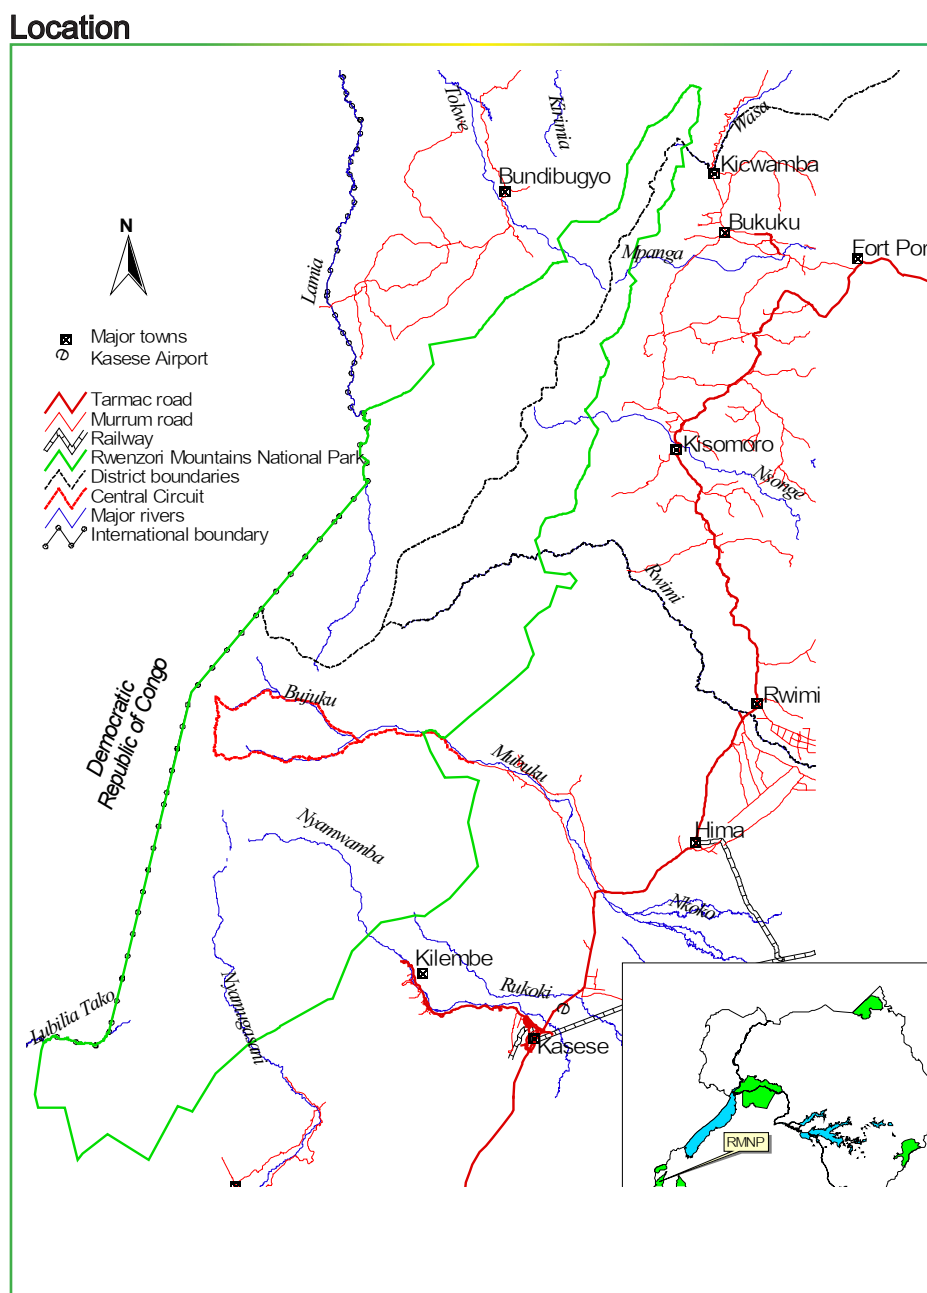 Location
Tokwe
Kirimia
Wasa
Kicwamba
Bundibugyo
Bukuku
N
Mpanga
Fort Por
Lamia
Major towns
Kasese Airport
Tarmac road
Murrum road
Railway
Rwenzori Mountains National Park
District boundaries
Central Circuit
Major rivers
International boundary
Kisomoro
Nsonge
Rwimi
Democratic
Republic of Congo
Bujuku
Rwimi
Mubuku
Nyamwamba
Hima
Nkoko
Kilembe
Rukoki
Lubilia Tako
Nyamugasani
Kasese
RMNP